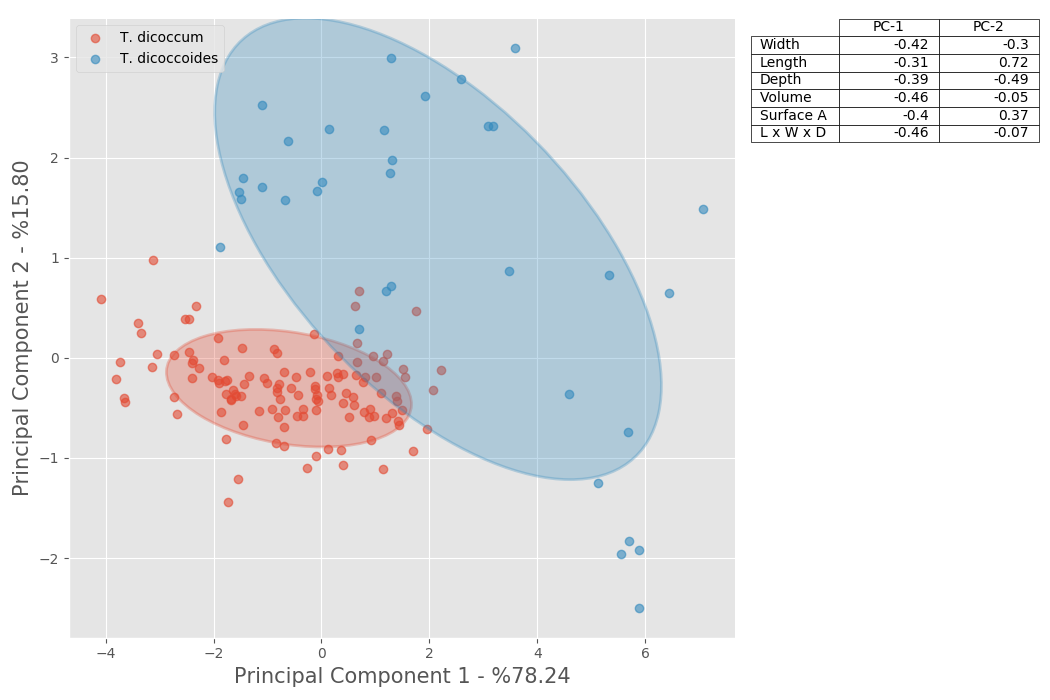 T. dicoccum
T. dicoccoides
3
2
1
0
−1
−2
−4
−2
0
2
4
6
Principal Component 2 - %15.80
Principal Component 1 - %78.24
PC-1 PC-2
Width -0.42 -0.3
Length -0.31 0.72
Depth -0.39 -0.49
Volume -0.46 -0.05
Surface A -0.4 0.37
L x W x D -0.46 -0.07